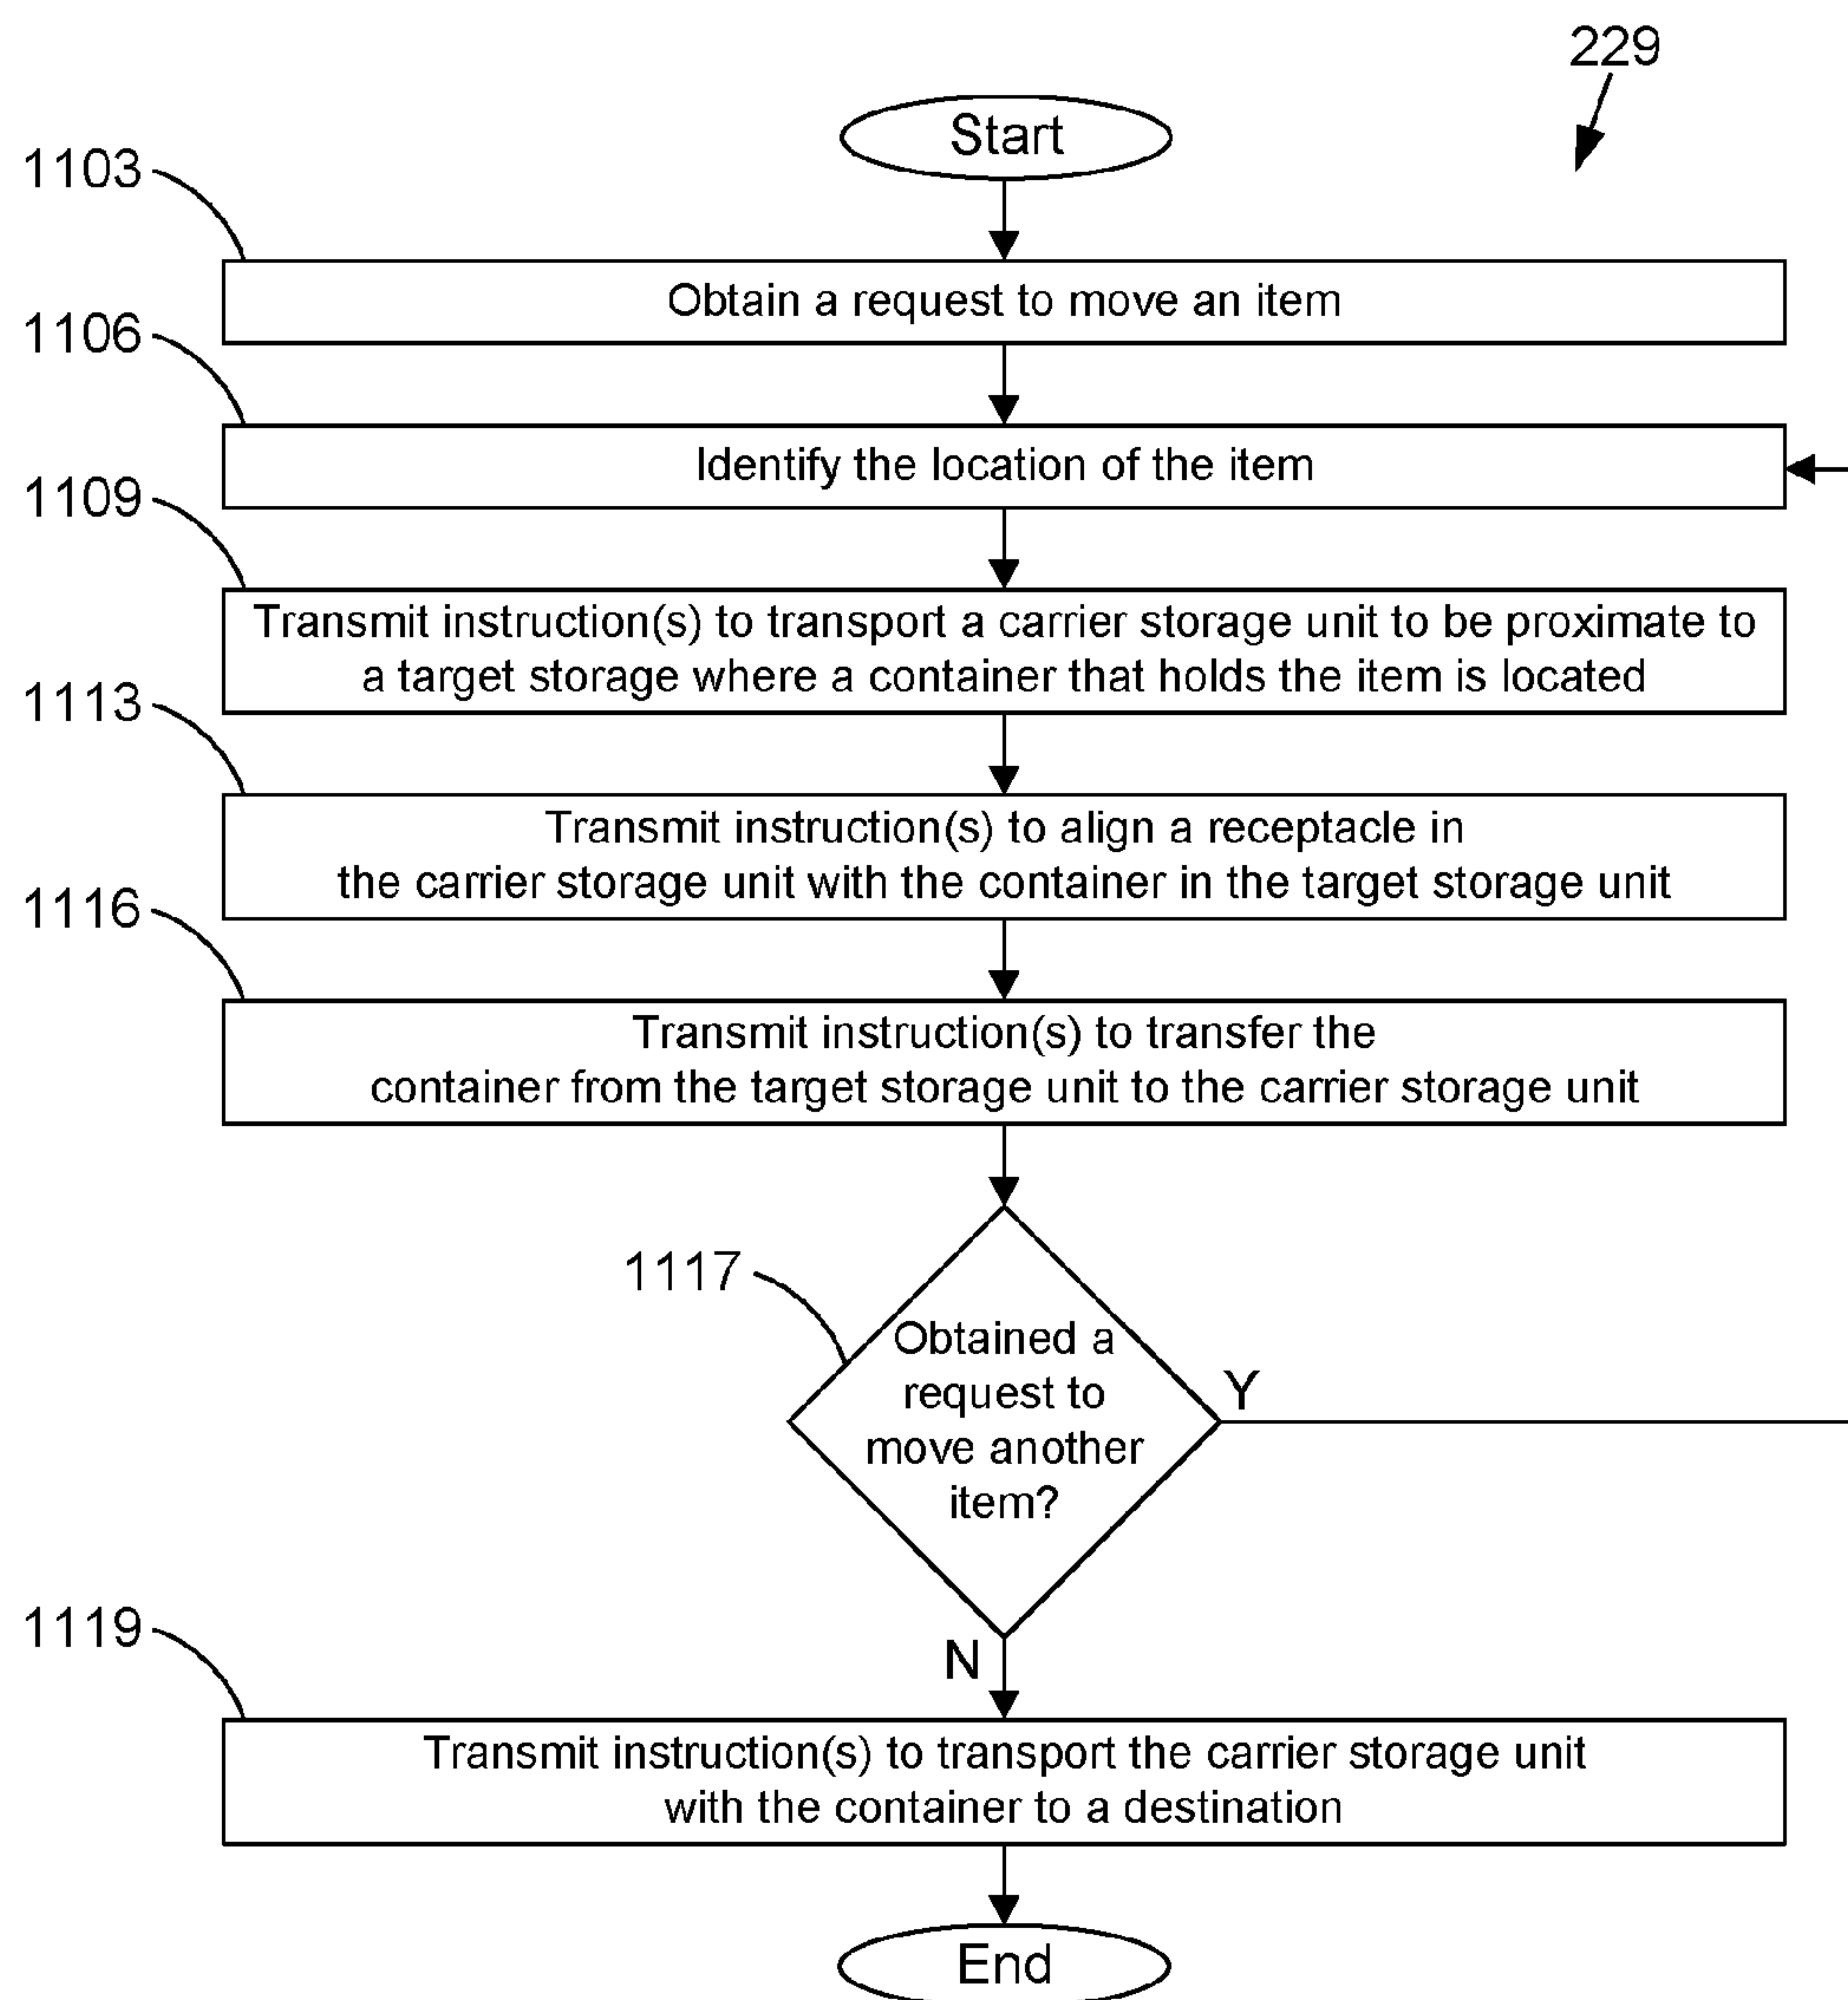 229
Start
1103
Obtain a request to move an item
1106
Identify the location of the item
1109
Transmit instruction(s) to transport a carrier storage unit to be proximate to
a target storage where a container that holds the item is located
1113
Transmit instruction(s) to align a receptacle in
the carrier storage unit with the container in the target storage unit
1116
Transmit instruction(s) to transfer the
container from the target storage unit to the carrier storage unit
1117
Obtained a
request to
move another
item?
Y
N
1119
Transmit instruction(s) to transport the carrier storage unit
with the container to a destination
End